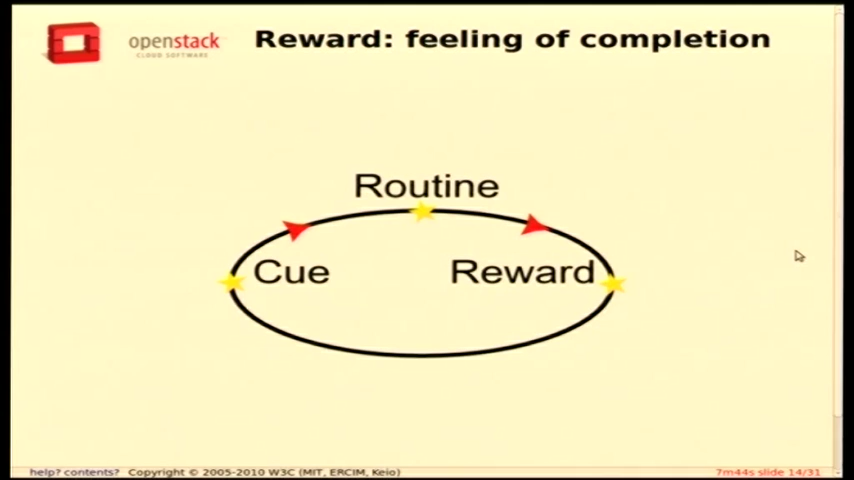 openstack
CLOUD SOFTWARE
Reward: feeling of completion
Routine
Cue
Reward
help? contents? Copyright © 2005-2010 W3C (MIT, ERCIM, Keio)
7m44s slide 14/31